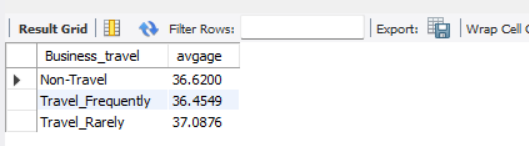 Result Grid Filter Rows: Export: Wrap Cell C
Business_travel avgage
Non-Travel 36.6200
Travel_Frequently 36.4549
Travel_Rarely 37.0876